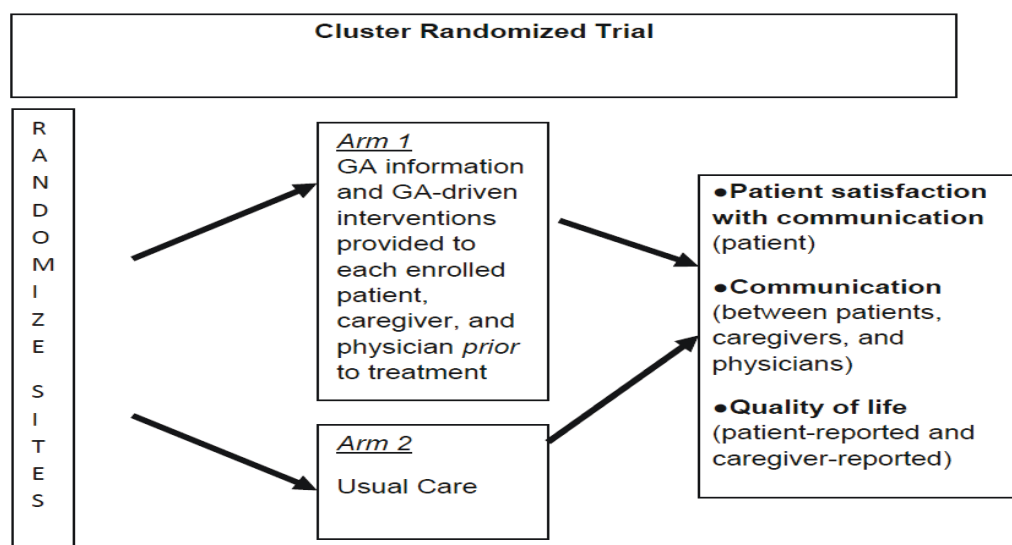 Cluster Randomized Trial
RANDOMIZE SITES
Arm 1
GA information
and GA-driven
interventions
provided to
each enrolled
patient,
caregiver, and
physician prior
to treatment
Arm 2
Usual Care
●Patient satisfaction
with communication
(patient)
●Communication
(between patients,
caregivers, and
physicians)
●Quality of life
(patient-reported and
caregiver-reported)